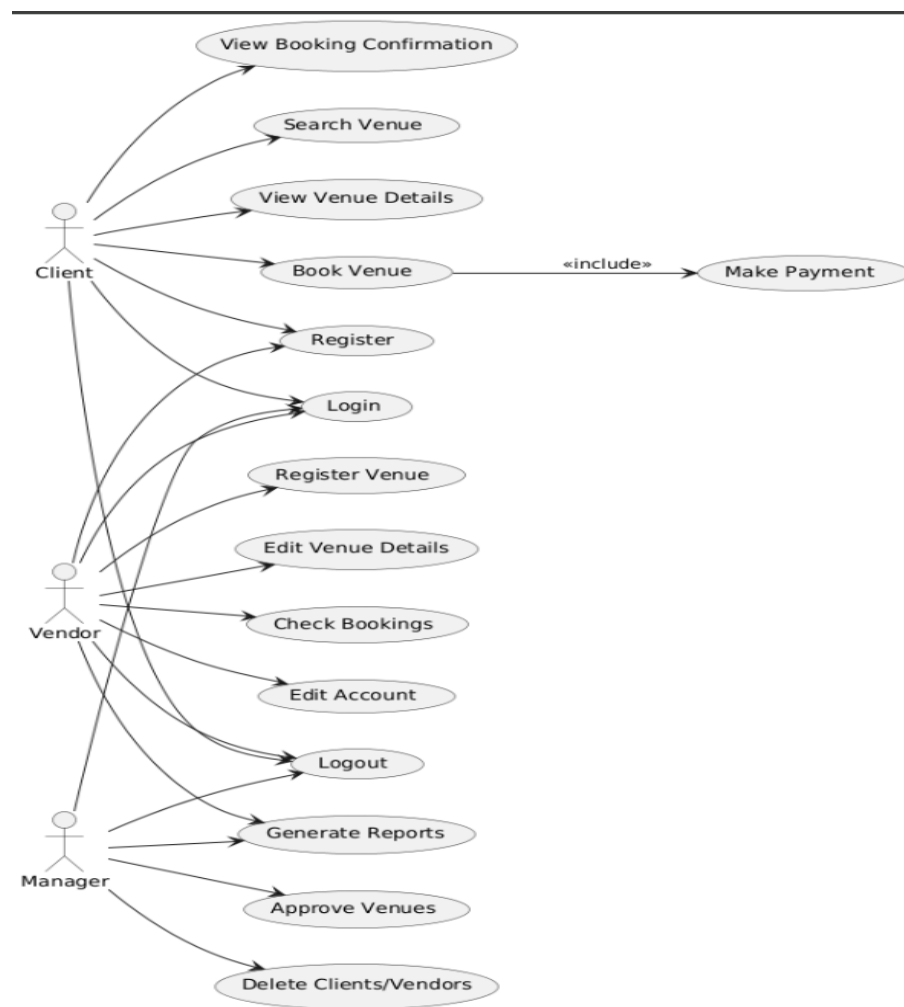 View Booking Confirmation
Search Venue
View Venue Details
Client
Book Venue
«include»
Make Payment
Register
Login
Register Venue
Edit Venue Details
Vendor
Check Bookings
Edit Account
Logout
Generate Reports
Manager
Approve Venues
Delete Clients/Vendors